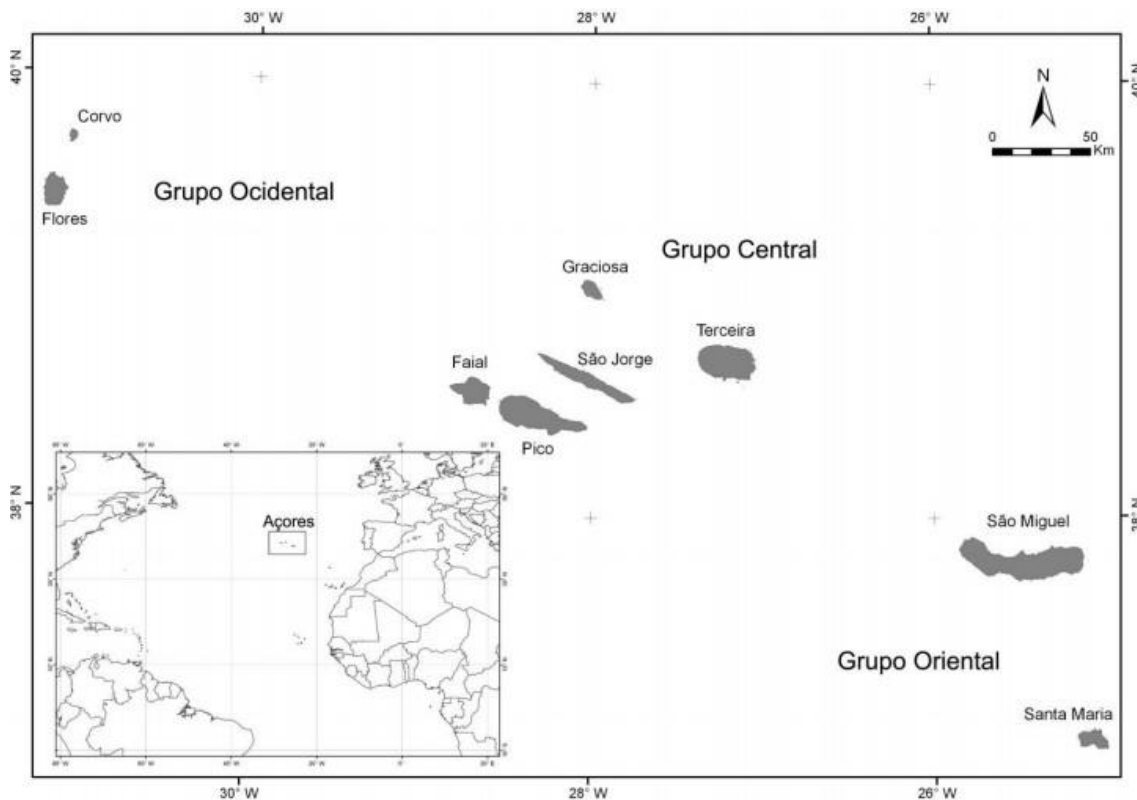 30° W
28° W
26° W
40° N
40° N
N
0
50
Km
Corvo
Flores
Grupo Ocidental
Grupo Central
Graciosa
Terceira
São Jorge
Faial
Pico
38° N
38° N
Açores
São Miguel
Grupo Oriental
Santa Maria
30° W
28° W
26° W